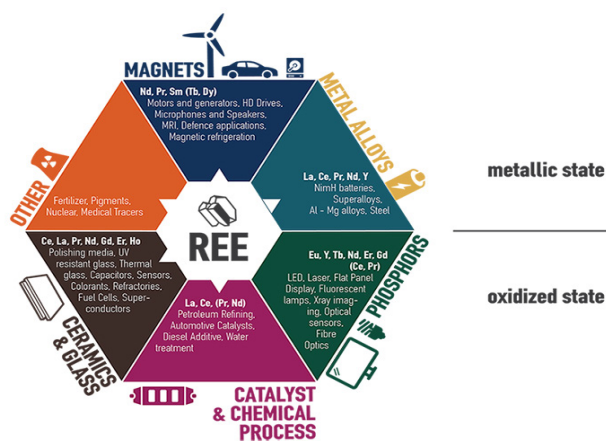 MAGNETS
Nd, Pr, Sm (Tb, Dy)
Motors and generators, HD Drives,
Microphones and Speakers,
MRI, Defence applications,
Magnetic refrigeration
METAL ALLOYS
La, Ce, Pr, Nd, Y
NimH batteries,
Superalloys,
Al - Mg alloys, Steel
metallic state
OTHER
Fertilizer, Pigments,
Nuclear, Medical Tracers
REE
Ce, La, Pr, Nd, Gd, Er, Ho
Polishing media, UV
resistant glass, Thermal
glass, Capacitors, Sensors,
Colorants, Refractories,
Fuel Cells, Super-
conductors
CERAMICS
& GLASS
La, Ce, (Pr, Nd)
Petroleum Refining,
Automotive Catalysts,
Diesel Additive, Water
treatment
CATALYST
& CHEMICAL
PROCESS
Eu, Y, Tb, Nd, Er, Gd
(Ce, Pr)
LED, Laser, Flat Panel
Display, Fluorescent
lamps, Xray imag-
ing, Optical
sensors,
Fibre
Optics
PHOSPHORS
oxidized state